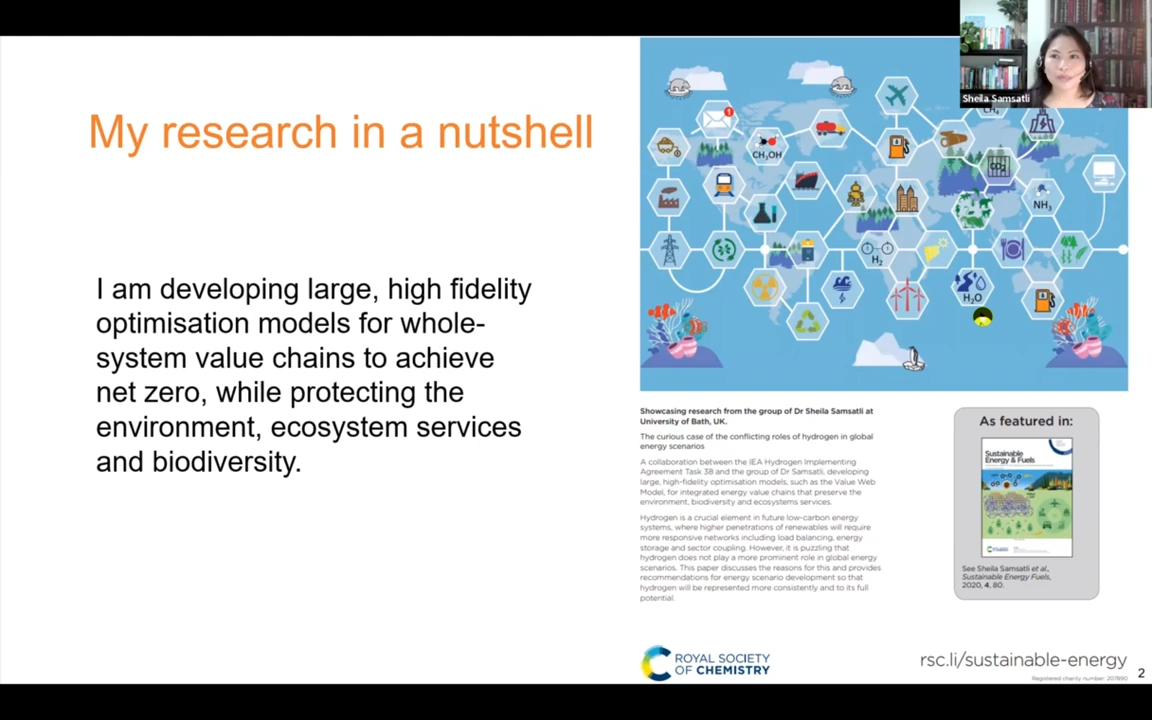 My research in a nutshell
I am developing large, high fidelity
optimisation models for whole-
system value chains to achieve
net zero, while protecting the
environment, ecosystem services
and biodiversity.
Sheila Samsatli
1
CH₃OH
CH₄
CO₂
NH₃
H₂
H₂O
Showcasing research from the group of Dr Sheila Samsatli at
University of Bath, UK.
The curious case of the conflicting roles of hydrogen in global
energy scenarios
A collaboration between the IEA Hydrogen Implementing
Agreement Task 38 and the group of Dr Samsatli, developing
large, high-fidelity optimisation models, such as the Value Web
Model, for integrated energy value chains that preserve the
environment, biodiversity and ecosystems services.
Hydrogen is a crucial element in future low-carbon energy
systems, where higher penetrations of renewables will require
more responsive networks including load balancing, energy
storage and sector coupling. However, it is puzzling that
hydrogen does not play a more prominent role in global energy
scenarios. This paper discusses the reasons for this and provides
recommendations for energy scenario development so that
hydrogen will be represented more consistently and to its full
potential.
As featured in:
Sustainable
Energy & Fuels
See Sheila Samsatli et al.,
Sustainable Energy Fuels,
2020, 4, 80.
ROYAL SOCIETY
OF CHEMISTRY
rsc.li/sustainable-energy
Registered charity number: 207890
2